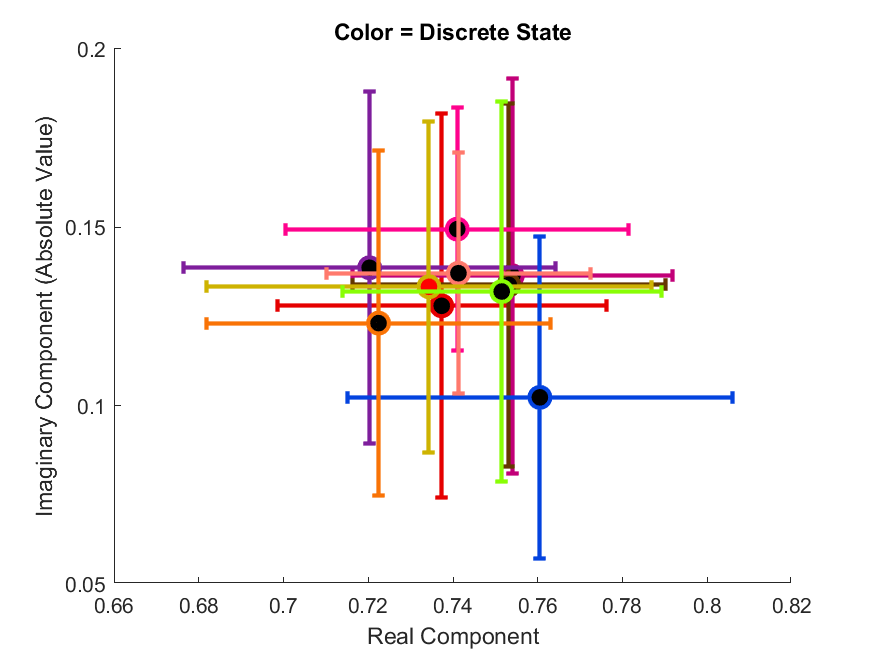 Color = Discrete State
Imaginary Component (Absolute Value)
0.2
0.15
0.1
0.05
0.66 0.68 0.7 0.72 0.74 0.76 0.78 0.8 0.82
Real Component